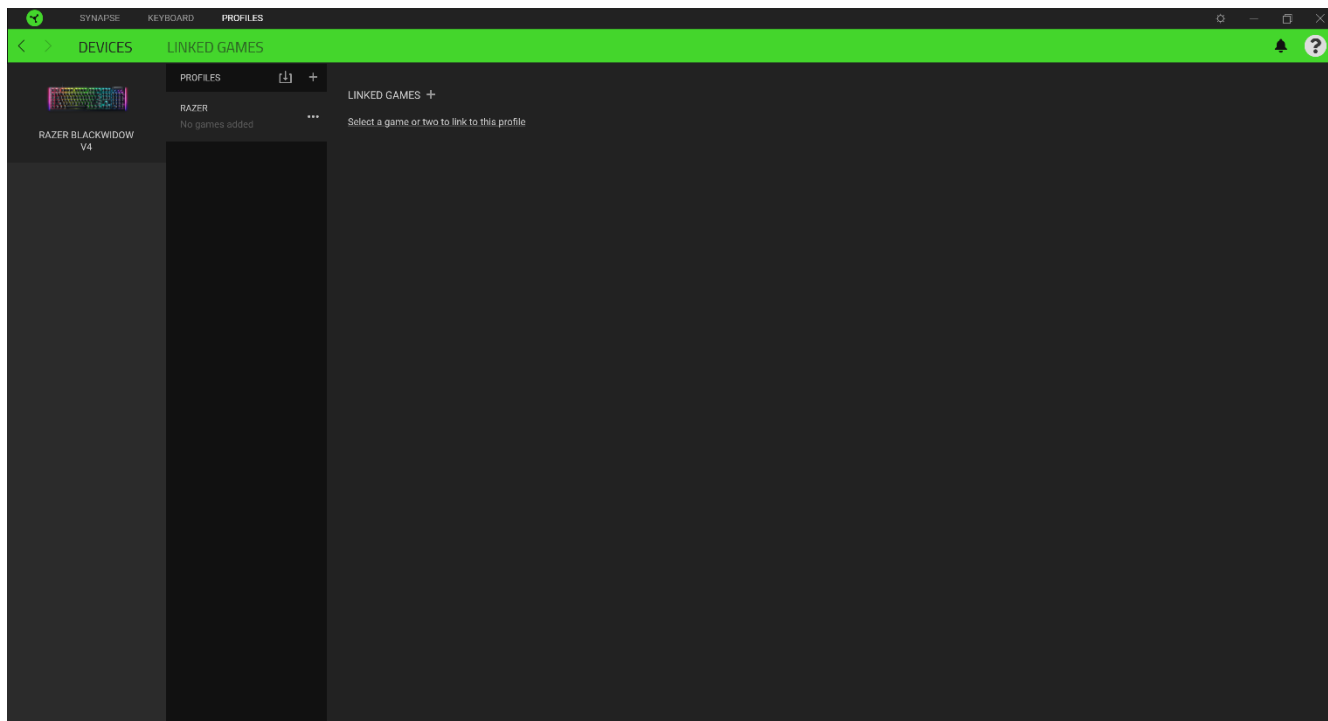 SYNAPSE KEYBOARD PROFILES
DEVICES LINKED GAMES
RAZER BLACKWIDOW
V4
PROFILES
RAZER
No games added
LINKED GAMES +
Select a game or two to link to this profile